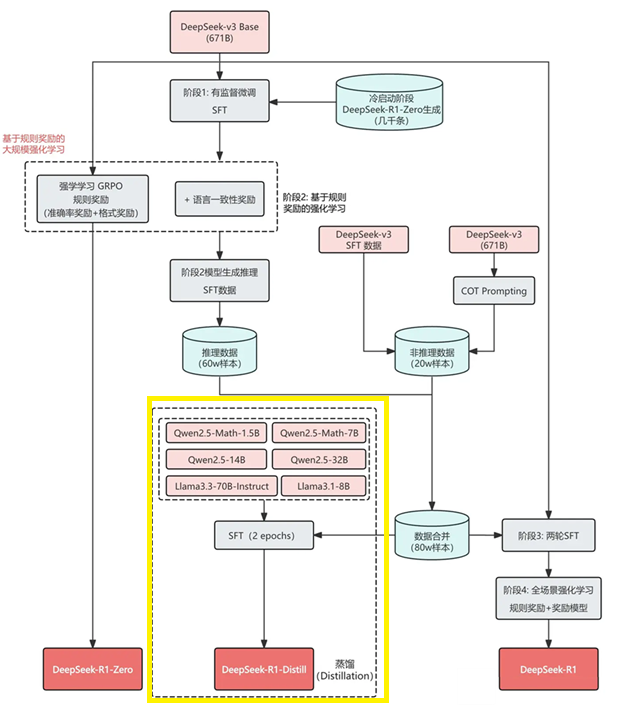 DeepSeek-v3 Base
(671B)
阶段1: 有监督微调
SFT
冷启动阶段
DeepSeek-R1-Zero生成
(几千条)
基于规则奖励的
大规模强化学习
强学学习 GRPO
规则奖励
(准确率奖励+格式奖励)
+ 语言一致性奖励
阶段2: 基于规则
奖励的强化学习
DeepSeek-v3
SFT 数据
DeepSeek-v3
(671B)
阶段2模型生成推理
SFT数据
COT Prompting
推理数据
(60w样本)
非推理数据
(20w样本)
Qwen2.5-Math-1.5B
Qwen2.5-Math-7B
Qwen2.5-14B
Qwen2.5-32B
Llama3.3-70B-Instruct
Llama3.1-8B
SFT（2 epochs）
数据合并
(80w样本)
阶段3: 两轮SFT
阶段4: 全场景强化学习
规则奖励+奖励模型
DeepSeek-R1-Zero
DeepSeek-R1-Distill
蒸馏
(Distillation)
DeepSeek-R1